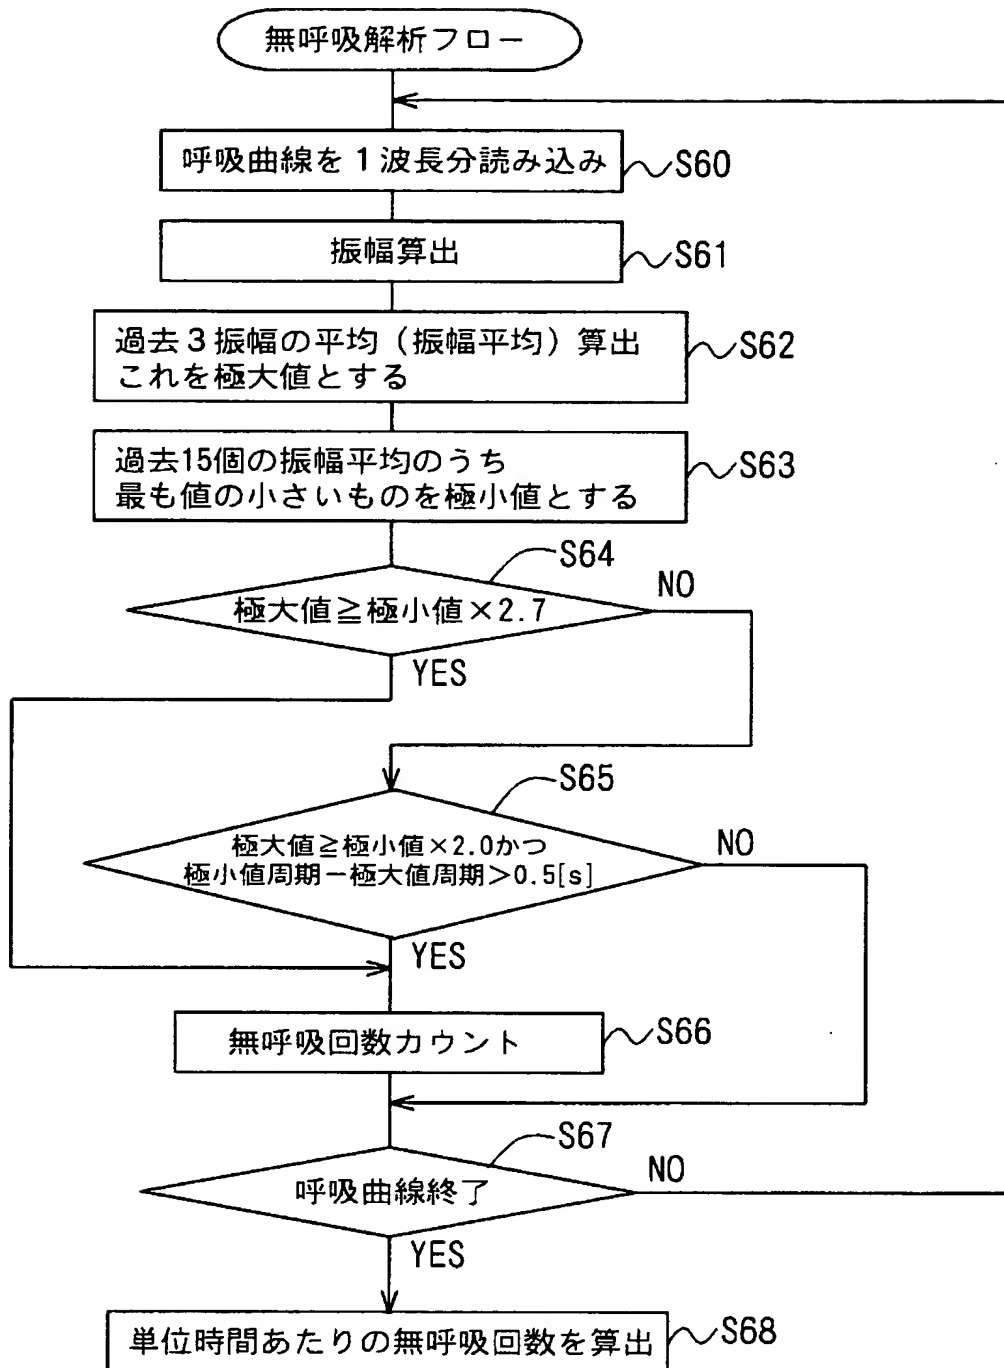 無呼吸解析フロー
呼吸曲線を1波長分読み込み
S60
振幅算出
S61
過去3振幅の平均（振幅平均）算出
これを極大値とする
S62
過去15個の振幅平均のうち
最も値の小さいものを極小値とする
S63
S64
極大値≧極小値×2.7
NO
YES
S65
極大値≧極小値×2.0かつ
極小値周期－極大値周期＞0.5[s]
NO
YES
無呼吸回数カウント
S66
S67
呼吸曲線終了
NO
YES
単位時間あたりの無呼吸回数を算出
S68